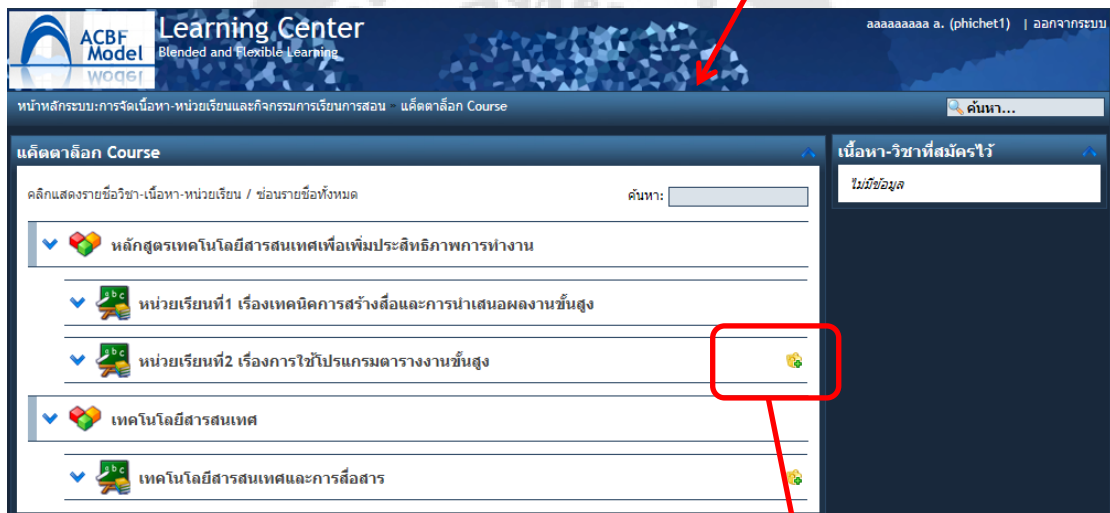 ACBF
Model
Learning Center
Blended and Flexible Learning
aaaaaaaaa a. (phichet1) | ออกจากระบบ
หน้าหลักระบบ:การจัดเนื้อหา-หน่วยเรียนและกิจกรรมการเรียนการสอน » แค็ตตาล็อก Course
ค้นหา...
แค็ตตาล็อก Course
เนื้อหา-วิชาที่สมัครไว้
คลิกแสดงรายชื่อวิชา-เนื้อหา-หน่วยเรียน / ซ่อนรายชื่อทั้งหมด
ค้นหา:
ไม่มีข้อมูล
หลักสูตรเทคโนโลยีสารสนเทศเพื่อเพิ่มประสิทธิภาพการทำงาน
หน่วยเรียนที่1 เรื่องเทคนิคการสร้างสื่อและการนำเสนอผลงานขั้นสูง
หน่วยเรียนที่2 เรื่องการใช้โปรแกรมตารางงานขั้นสูง
เทคโนโลยีสารสนเทศ
เทคโนโลยีสารสนเทศและการสื่อสาร